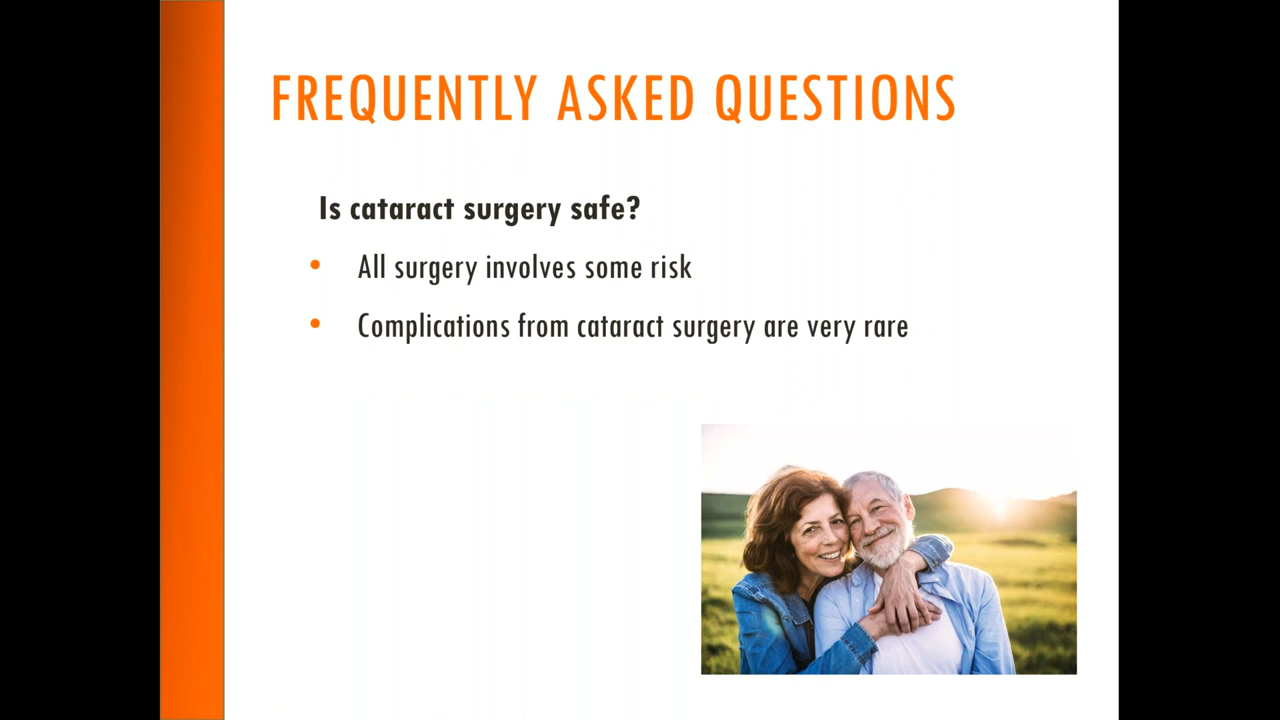 FREQUENTLY ASKED QUESTIONS
Is cataract surgery safe?
• All surgery involves some risk
• Complications from cataract surgery are very rare